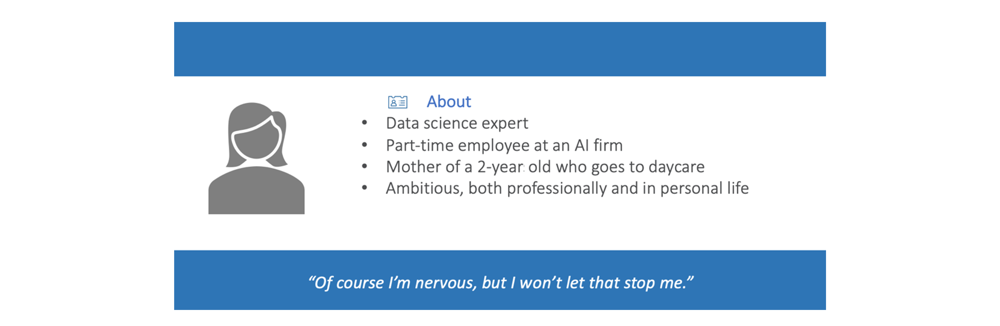 About
• Data science expert
• Part-time employee at an AI firm
• Mother of a 2-year old who goes to daycare
• Ambitious, both professionally and in personal life
“Of course I’m nervous, but I won’t let that stop me.”